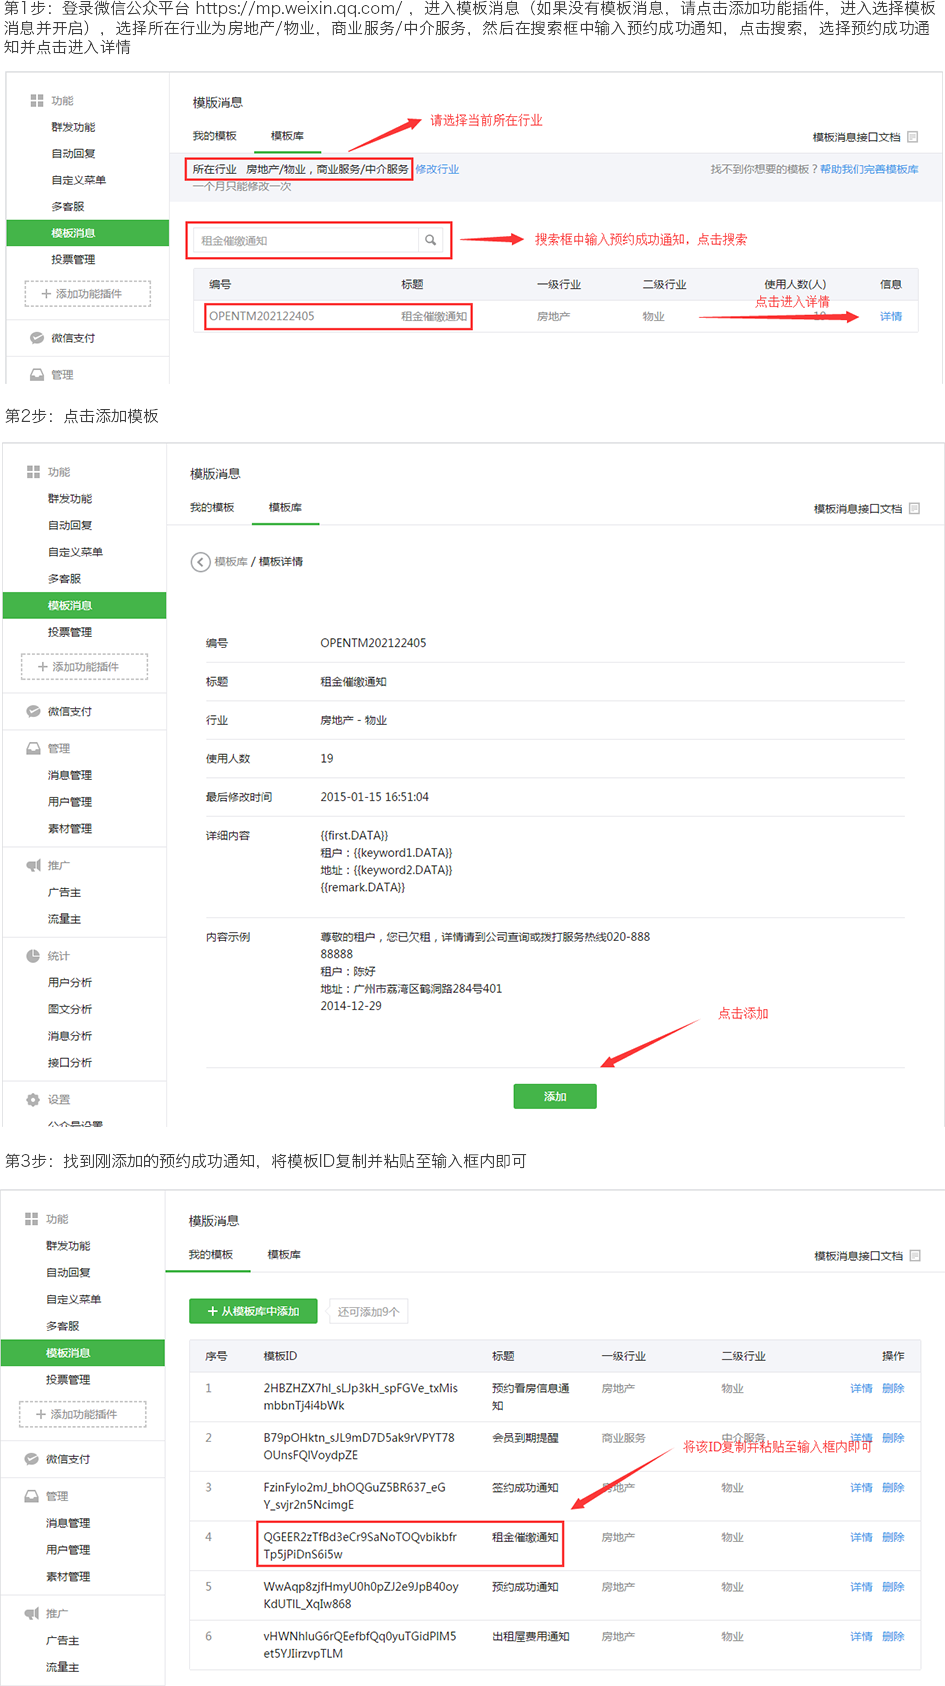 第1步：登录微信公众平台 https://mp.weixin.qq.com/ ，进入模板消息（如果没有模板消息，请点击添加功能插件，进入选择模板
消息并开启），选择所在行业为房地产/物业，商业服务/中介服务，然后在搜索框中输入预约成功通知，点击搜索，选择预约成功通
知并点击进入详情
功能
群发功能
自动回复
自定义菜单
多客服
模板消息
投票管理
＋ 添加功能插件
微信支付
管理
模版消息
我的模板 模板库
模板消息接口文档
请选择当前所在行业
所在行业 房地产/物业，商业服务/中介服务 修改行业
找不到你想要的模板？帮助我们完善模板库
一个月只能修改一次
租金催缴通知
搜索框中输入预约成功通知，点击搜索
编号 标题 一级行业 二级行业 使用人数(人) 信息
点击进入详情
OPENTM202122405 租金催缴通知 房地产 物业 19 详情
第2步：点击添加模板
功能
群发功能
自动回复
自定义菜单
多客服
模板消息
投票管理
＋ 添加功能插件
微信支付
管理
消息管理
用户管理
素材管理
推广
广告主
流量主
统计
用户分析
图文分析
消息分析
接口分析
设置
公众号设置
模版消息
我的模板 模板库
模板消息接口文档
模板库 / 模板详情
编号 OPENTM202122405
标题 租金催缴通知
行业 房地产 - 物业
使用人数 19
最后修改时间 2015-01-15 16:51:04
详细内容 {{first.DATA}}
租户：{{keyword1.DATA}}
地址：{{keyword2.DATA}}
{{remark.DATA}}
内容示例 尊敬的租户，您已欠租，详情请到公司查询或拨打服务热线020-888
88888
租户：陈好
地址：广州市荔湾区鹤洞路284号401
2014-12-29
点击添加
添加
第3步：找到刚添加的预约成功通知，将模板ID复制并粘贴至输入框内即可
功能
群发功能
自动回复
自定义菜单
多客服
模板消息
投票管理
＋ 添加功能插件
微信支付
管理
消息管理
用户管理
素材管理
推广
广告主
流量主
模版消息
我的模板 模板库
模板消息接口文档
＋ 从模板库中添加 还可添加9个
序号 模板ID 标题 一级行业 二级行业 操作
1 2HBZHZX7hl_sLJp3kH_spFGVe_txMis 预约看房信息通 房地产 物业 详情 删除
mbbnTj4i4bWk 知
2 B79pOHktn_sJL9mD7D5ak9rVPYT78 会员到期提醒 商业服务 中介服务 详情 删除
OUnsFQIVoydpZE
将该ID复制并粘贴至输入框内即可
3 FzinFylo2mJ_bhOQGuZ5BR637_eG 签约成功通知 房地产 物业 详情 删除
Y_svjr2n5NcimgE
4 QGEER2zTfBd3eCr9SaNoTOQvbikbfr 租金催缴通知 房地产 物业 详情 删除
Tp5jPiDnS6i5w
5 WwAqp8zjfHmyU0h0pZJ2e9JpB40oy 预约成功通知 房地产 物业 详情 删除
KdUTlL_XqIw868
6 vHWNhIuG6rQEefbfQq0yuTGidPIM5 出租屋费用通知 房地产 物业 详情 删除
et5YJIirzvpTLM